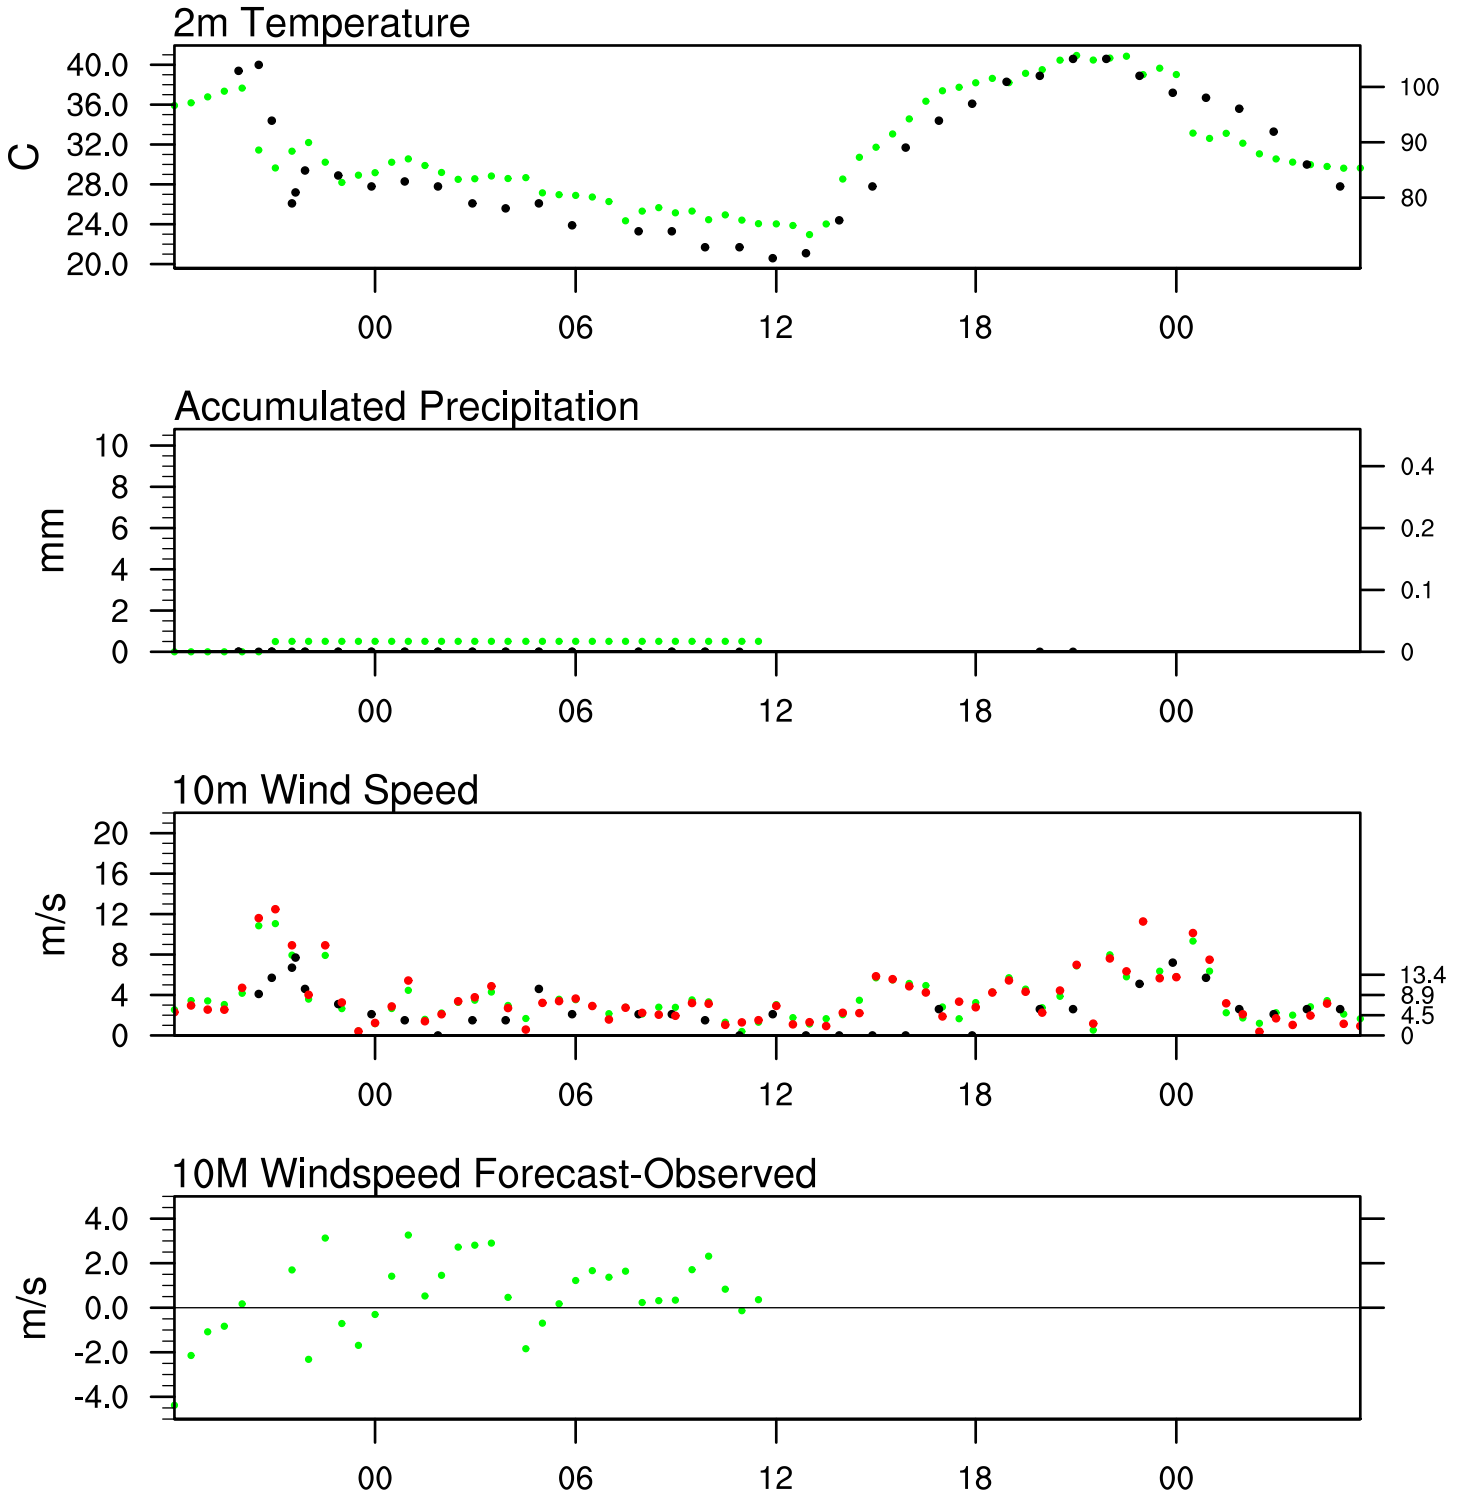 2m Temperature
40.0
36.0
32.0
28.0
24.0
20.0
C
100
90
80
00 06 12 18 00
Accumulated Precipitation
10
8
6
4
2
0
mm
0.4
0.2
0.1
0
00 06 12 18 00
10m Wind Speed
20
16
12
8
4
0
m/s
13.4
8.9
4.5
0
00 06 12 18 00
10M Windspeed Forecast-Observed
4.0
2.0
0.0
-2.0
-4.0
m/s
00 06 12 18 00